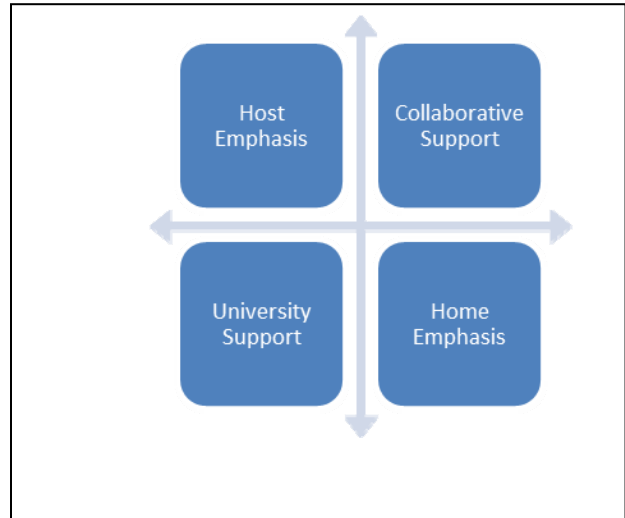 Host
Emphasis
Collaborative
Support
University
Support
Home
Emphasis